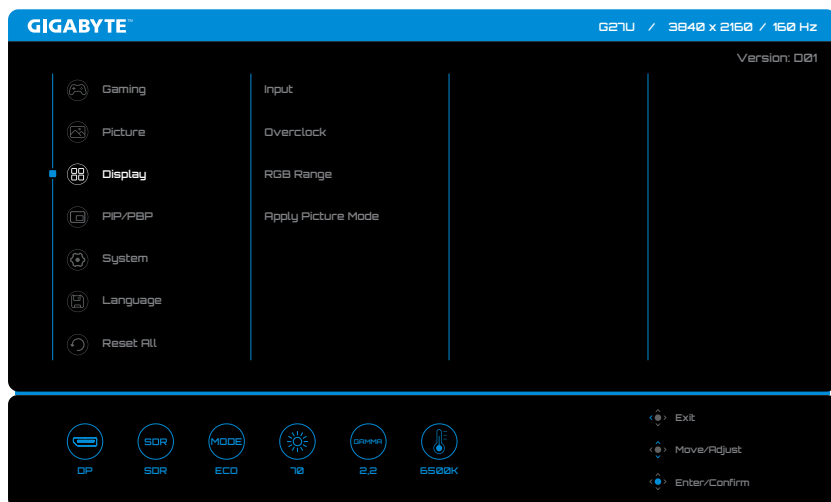 GIGABYTE™
G27U / 3840 x 2160 / 160 Hz
Version: D01
Gaming
Picture
Display
PIP/PBP
System
Language
Reset All
Input
Overclock
RGB Range
Apply Picture Mode
SDR
MODE
GAMMA
DP
SDR
ECO
70
2,2
6500K
Exit
Move/Adjust
Enter/Confirm